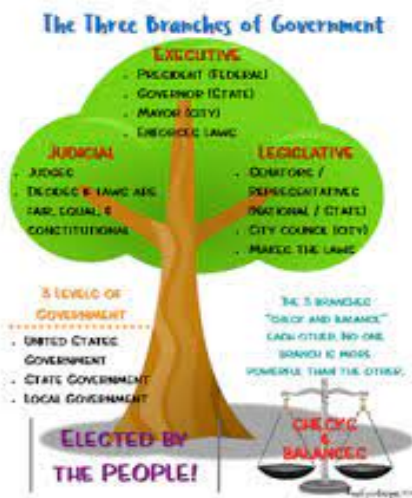 The Three Branches of Government
EXECUTIVE
. PRESIDENT (FEDERAL)
. GOVERNOR (STATE)
. MAYOR (CITY)
. ENFORCES LAWS
JUDICIAL
. JUDGES
. DECIDES IF LAWS ARE
FAIR, EQUAL, &
CONSTITUTIONAL
LEGISLATIVE
. SENATORS /
REPRESENTATIVES
(NATIONAL / STATE)
. CITY COUNCIL (CITY)
. MAKES THE LAWS
3 LEVELS OF
GOVERNMENT
. UNITED STATES
GOVERNMENT
. STATE GOVERNMENT
. LOCAL GOVERNMENT
THE 3 BRANCHES
"CHECK AND BALANCE"
EACH OTHER. NO ONE
BRANCH IS MORE
POWERFUL THAN THE OTHER.
ELECTED BY
THE PEOPLE!
CHECKS
&
BALANCES